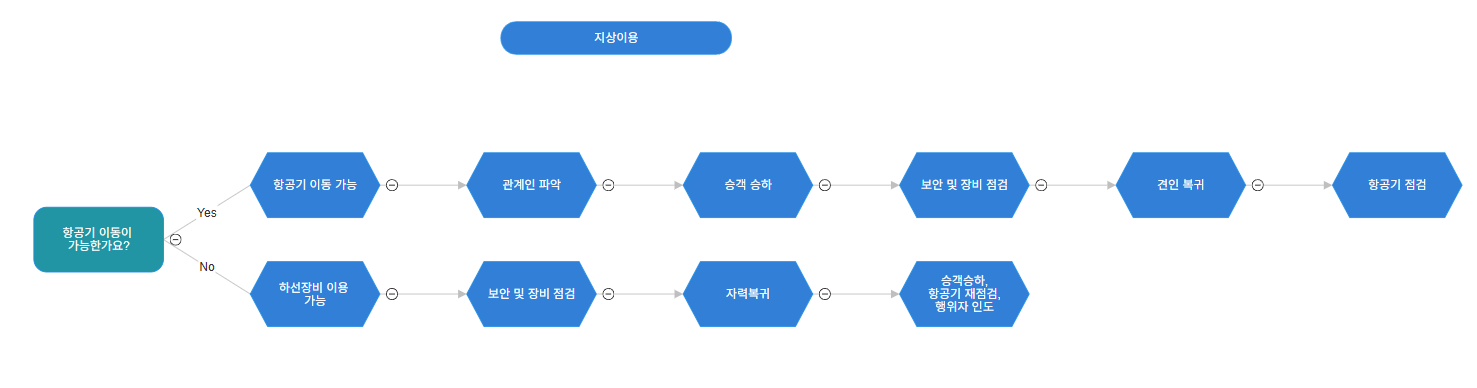 지상이용
항공기 이동이
가능한가요?
Yes
항공기 이동 가능
관계인 파악
승객 승하
보안 및 장비 점검
견인 복귀
항공기 점검
No
하선장비 이용
가능
보안 및 장비 점검
자력복귀
승객승하,
항공기 재점검,
행위자 인도